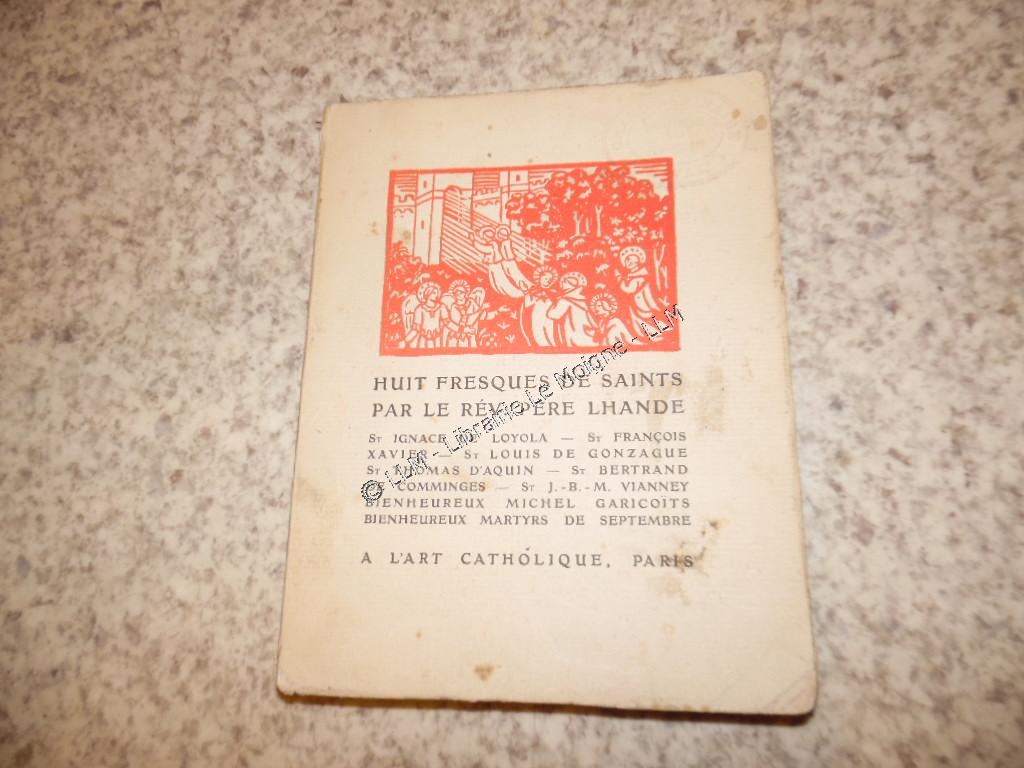 HUIT FRESQUES DE SAINTS
PAR LE RÉV. PÈRE LHANDE
St IGNACE DE LOYOLA — St FRANÇOIS
XAVIER — St LOUIS DE GONZAGUE
St THOMAS D'AQUIN — St BERTRAND
DE COMMINGES — St J.-B.-M. VIANNEY
BIENHEUREUX MICHEL GARICOÏTS
BIENHEUREUX MARTYRS DE SEPTEMBRE
A L'ART CATHOLIQUE, PARIS
© LLM - Librairie Le Moigne - LLM